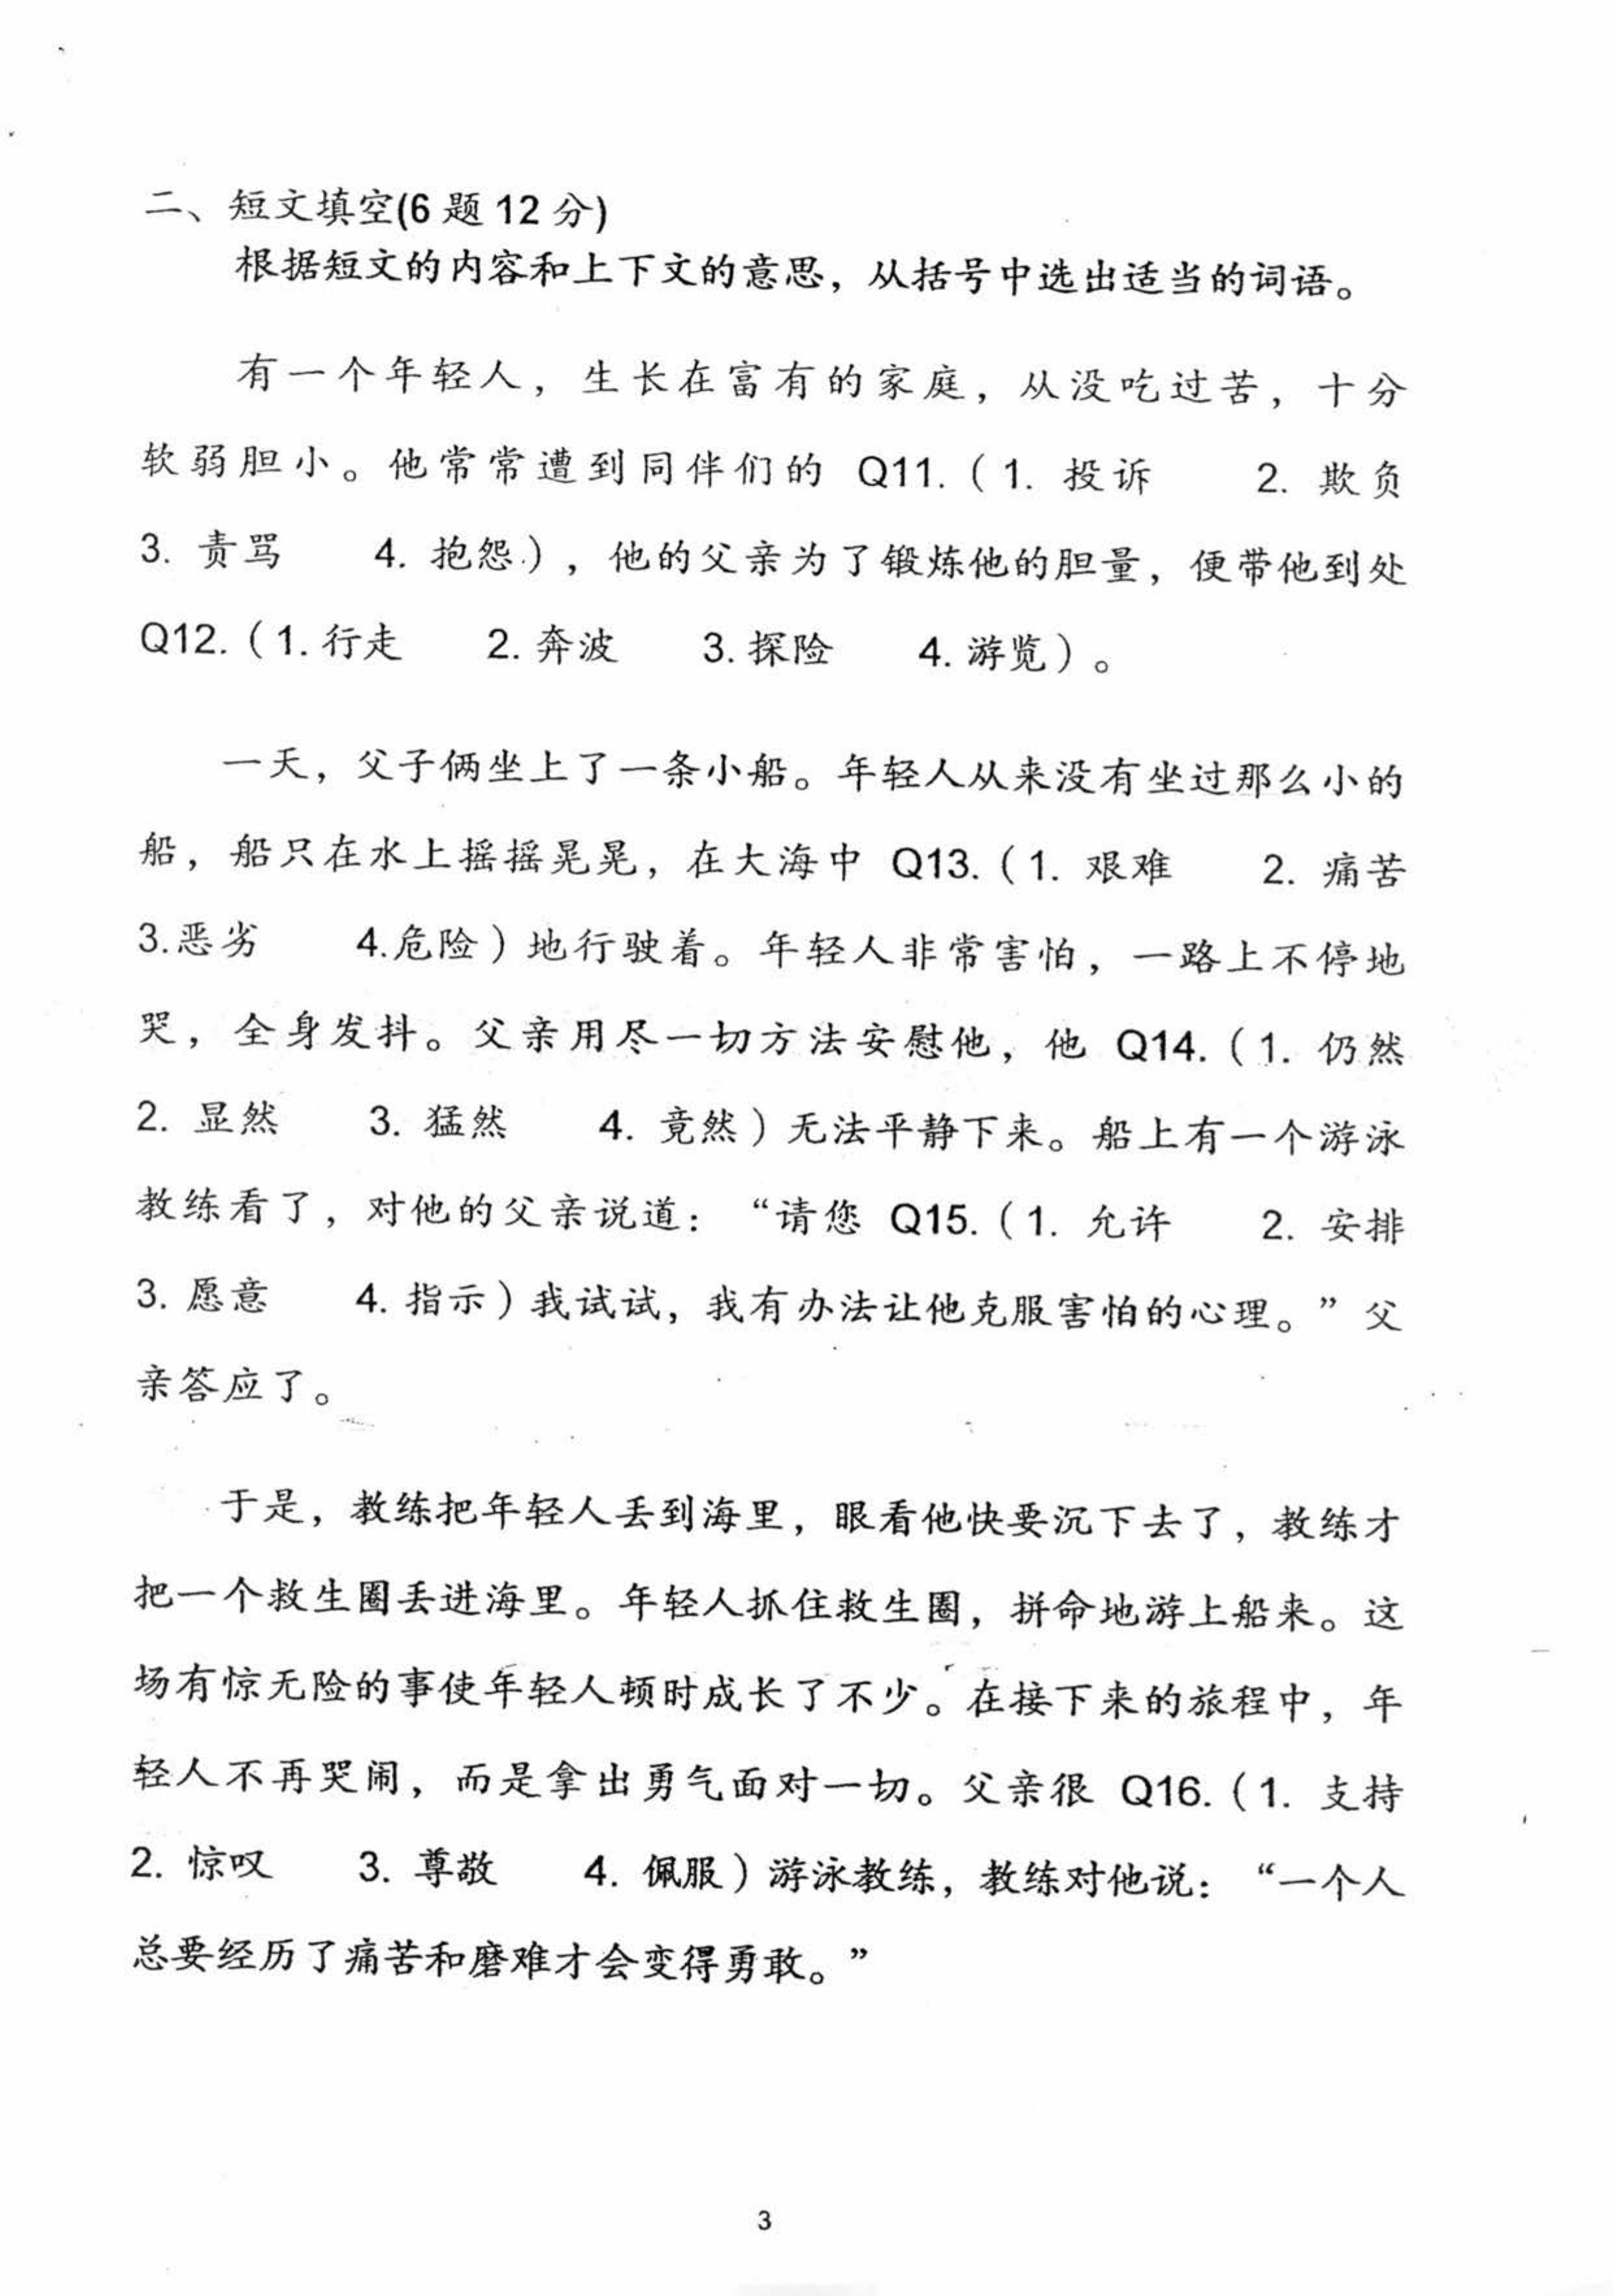 二、短文填空(6 题 12 分)
根据短文的内容和上下文的意思，从括号中选出适当的词语。
有一个年轻人，生长在富有的家庭，从没吃过苦，十分
软弱胆小。他常常遭到同伴们的 Q11.（1. 投诉 2. 欺负
3. 责骂 4. 抱怨），他的父亲为了锻炼他的胆量，便带他到处
Q12.（1. 行走 2. 奔波 3. 探险 4. 游览）。
一天，父子俩坐上了一条小船。年轻人从来没有坐过那么小的
船，船只在水上摇摇晃晃，在大海中 Q13.（1. 艰难 2. 痛苦
3.恶劣 4.危险）地行驶着。年轻人非常害怕，一路上不停地
哭，全身发抖。父亲用尽一切方法安慰他，他 Q14.（1. 仍然
2. 显然 3. 猛然 4. 竟然）无法平静下来。船上有一个游泳
教练看了，对他的父亲说道：“请您 Q15.（1. 允许 2. 安排
3. 愿意 4. 指示）我试试，我有办法让他克服害怕的心理。”父
亲答应了。
于是，教练把年轻人丢到海里，眼看他快要沉下去了，教练才
把一个救生圈丢进海里。年轻人抓住救生圈，拼命地游上船来。这
场有惊无险的事使年轻人顿时成长了不少。在接下来的旅程中，年
轻人不再哭闹，而是拿出勇气面对一切。父亲很 Q16.（1. 支持
2. 惊叹 3. 尊敬 4. 佩服）游泳教练，教练对他说：“一个人
总要经历了痛苦和磨难才会变得勇敢。”
3